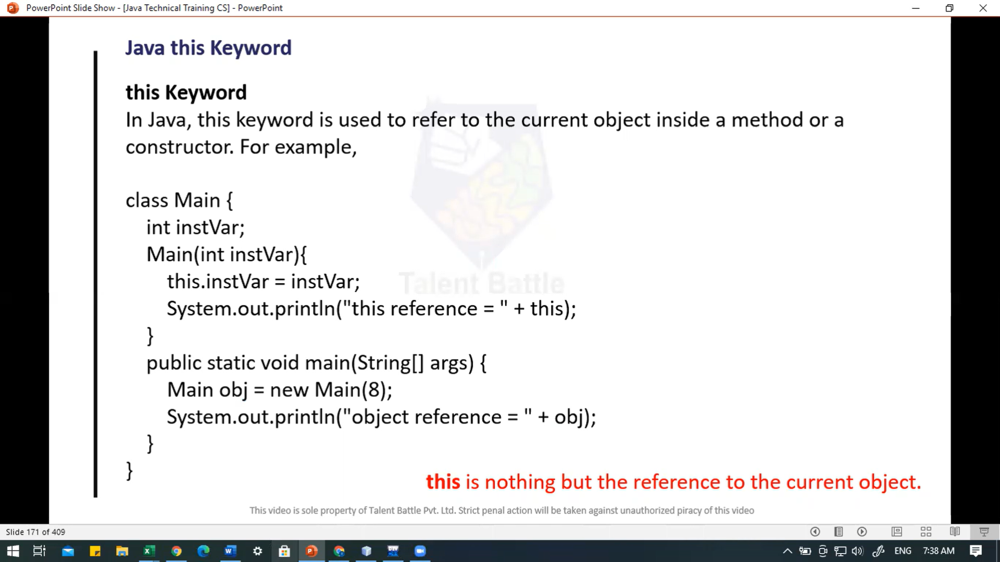 PowerPoint Slide Show - [Java Technical Training CS] - PowerPoint
Java this Keyword
this Keyword
In Java, this keyword is used to refer to the current object inside a method or a
constructor. For example,
class Main {
int instVar;
Main(int instVar){
this.instVar = instVar;
System.out.println("this reference = " + this);
}
public static void main(String[] args) {
Main obj = new Main(8);
System.out.println("object reference = " + obj);
}
}
Talent Battle
this is nothing but the reference to the current object.
This video is sole property of Talent Battle Pvt. Ltd. Strict penal action will be taken against unauthorized piracy of this video
Slide 171 of 409
DEV
ENG
7:38 AM